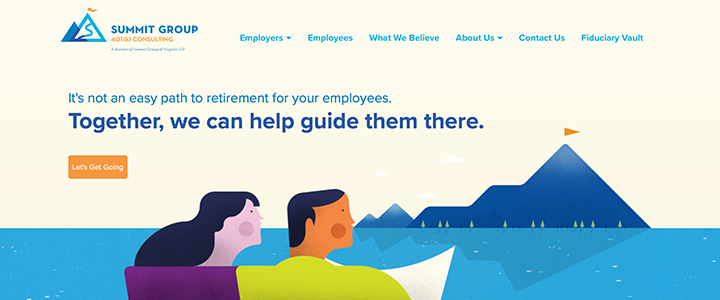 SUMMIT GROUP
401(k) CONSULTING
A division of Summit Group of Virginia LLP
Employers
Employees
What We Believe
About Us
Contact Us
Fiduciary Vault
It's not an easy path to retirement for your employees.
Together, we can help guide them there.
Let's Get Going